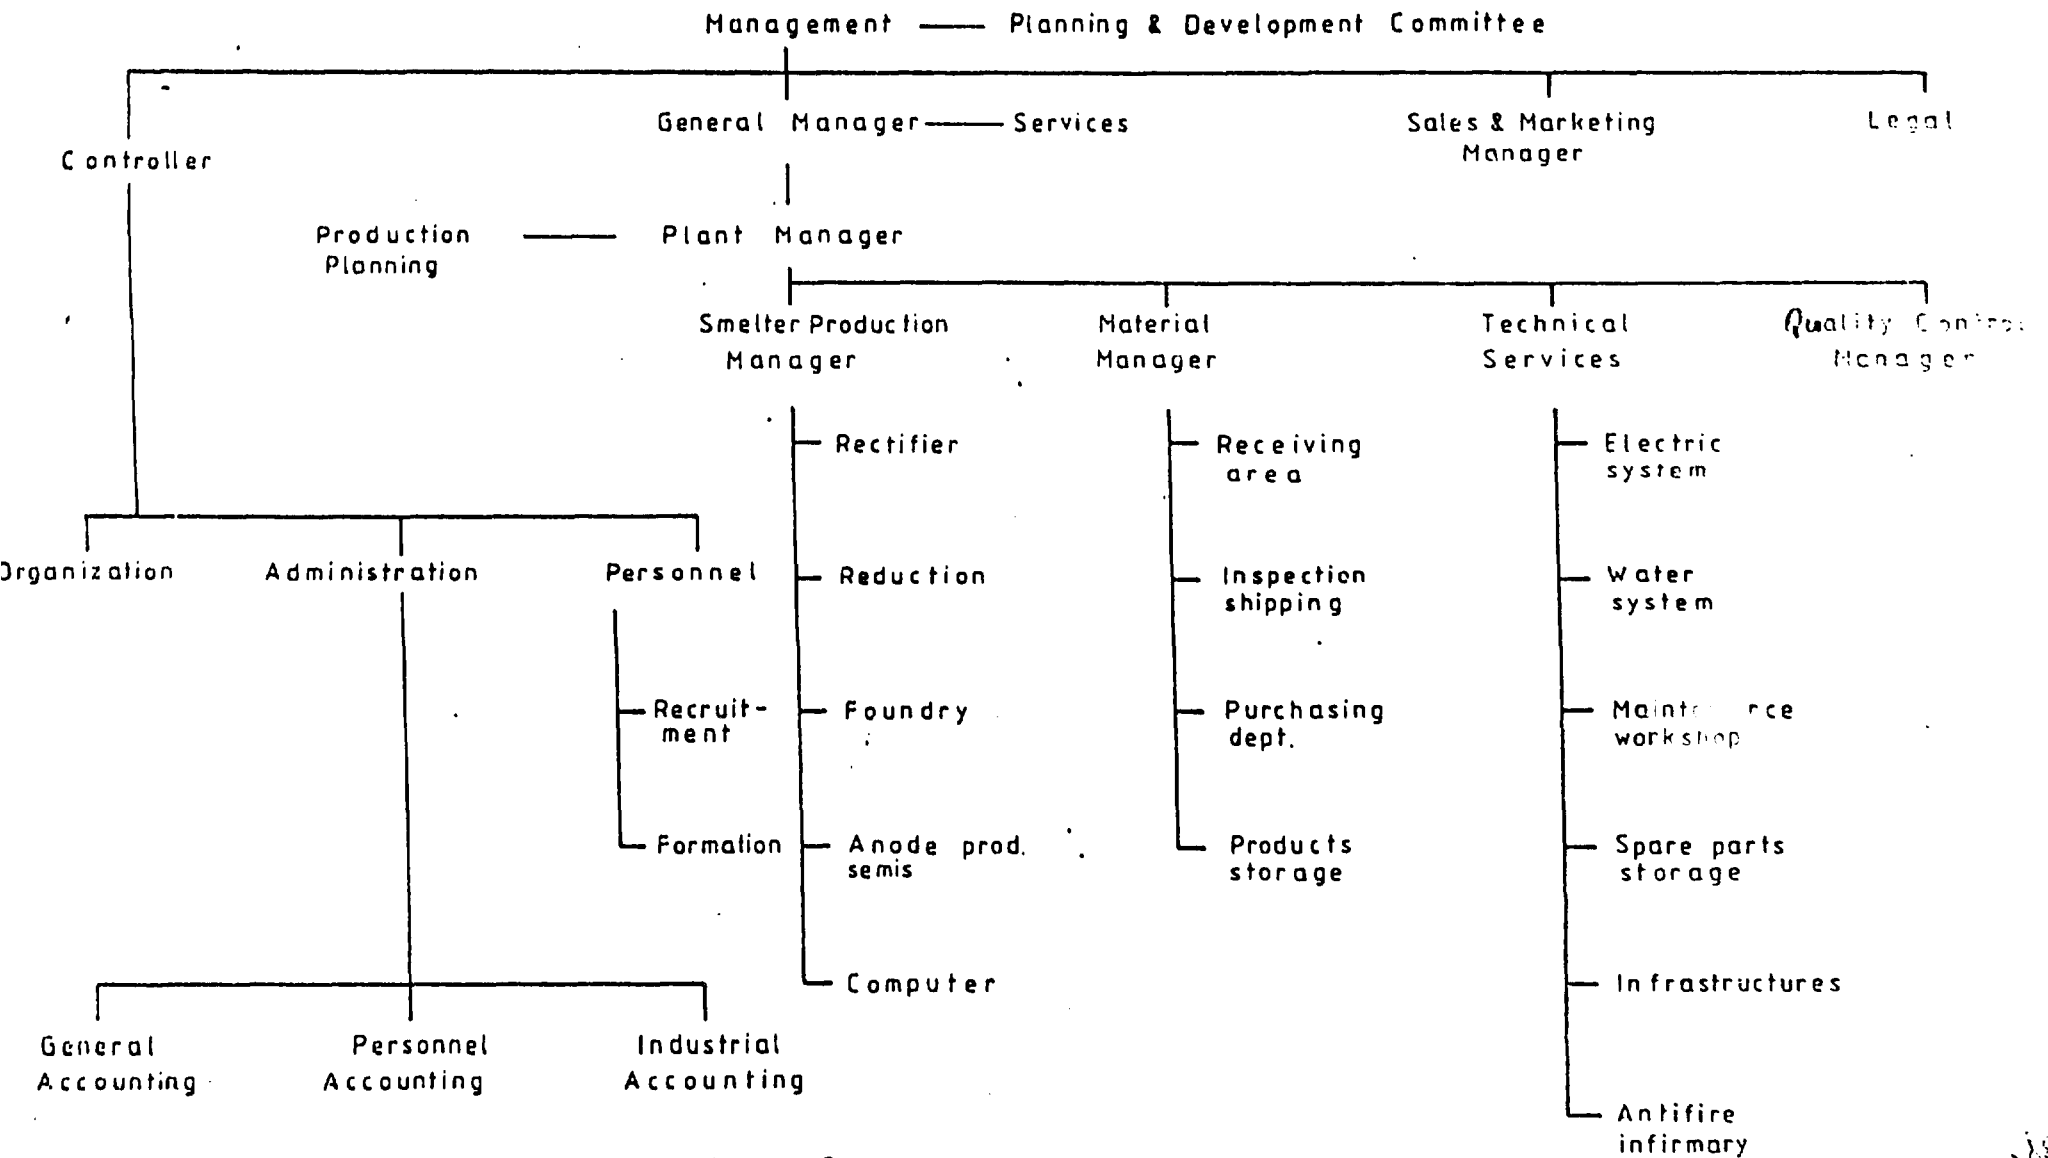 Management — Planning & Development Committee
General Manager — Services
Sales & Marketing
Manager
Legal
Controller
Production
Planning
Plant Manager
Smelter Production
Manager
Material
Manager
Technical
Services
Quality Control
Manager
Rectifier
Receiving
area
Electric
system
Organization
Administration
Personnel
Reduction
Inspection
shipping
Water
system
Recruit-
ment
Foundry
Purchasing
dept.
workshop
Formation
Anode prod.
semis
Products
storage
Spare parts
storage
Computer
Infrastructures
General
Accounting
Personnel
Accounting
Industrial
Accounting
Antifire
infirmary